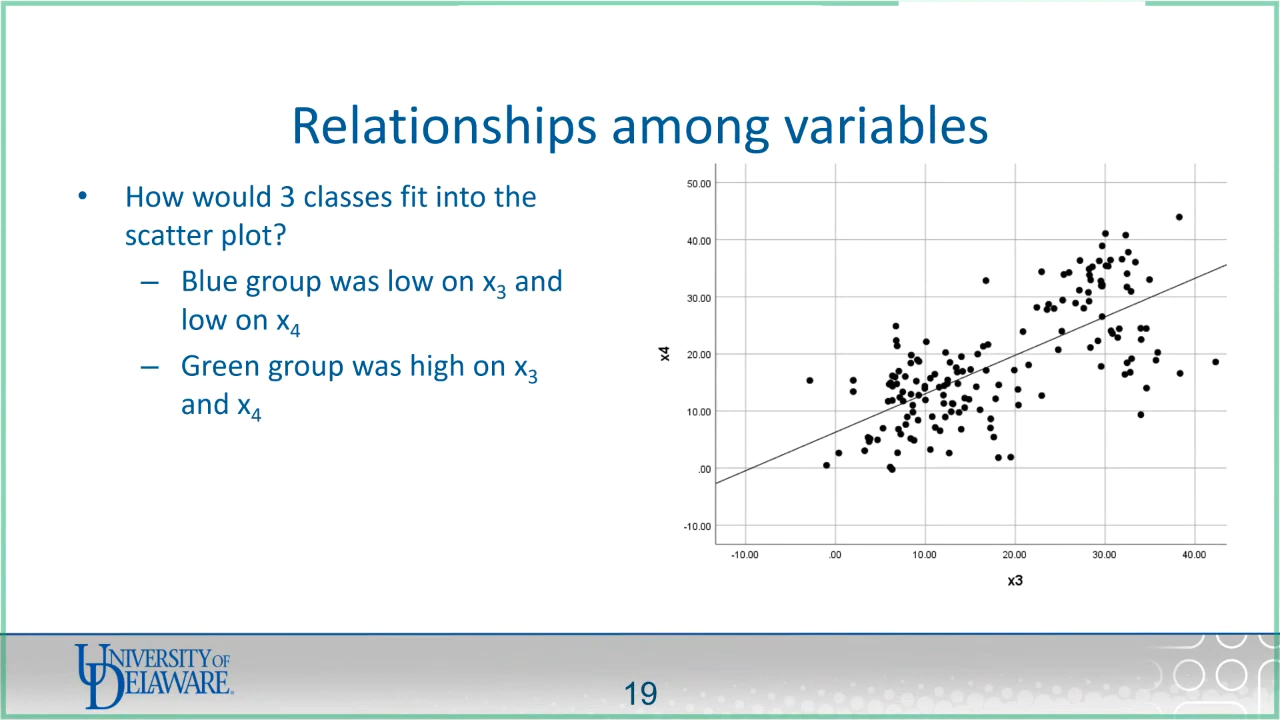 Relationships among variables
• How would 3 classes fit into the
scatter plot?
– Blue group was low on x3 and
low on x4
– Green group was high on x3
and x4
50.00
40.00
30.00
20.00
10.00
.00
-10.00
x4
-10.00 .00 10.00 20.00 30.00 40.00
x3
UNIVERSITY OF
DELAWARE.
19